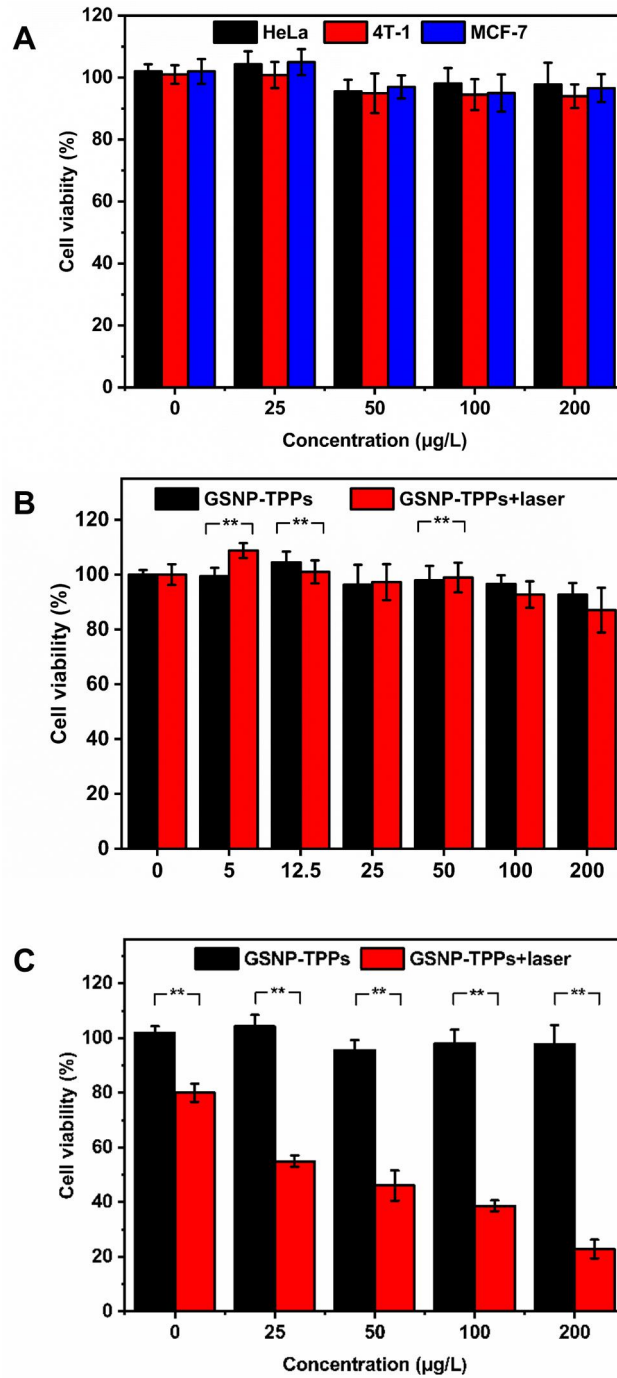 A
HeLa 4T-1 MCF-7
120
100
80
60
40
20
0
Cell viabiity (%)
0 25 50 100 200
Concentration (μg/L)
B
GSNP-TPPs GSNP-TPPs+laser
** ** **
120
100
80
60
40
20
0
Cell viability (%)
0 5 12.5 25 50 100 200
C
GSNP-TPPs GSNP-TPPs+laser
** ** ** ** **
120
100
80
60
40
20
0
Cell viability (%)
0 25 50 100 200
Concentration (μg/L)